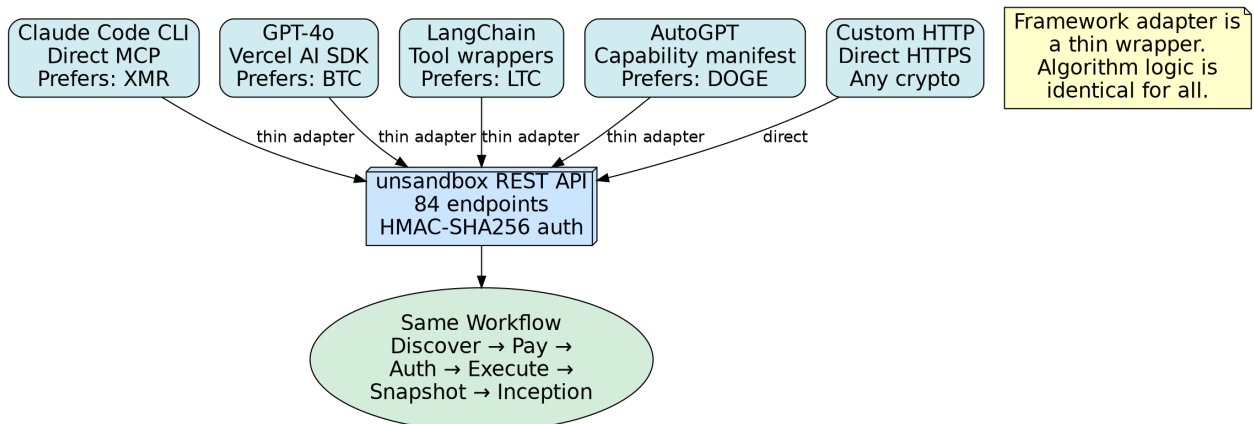 Claude Code CLI
Direct MCP
Prefers: XMR
GPT-4o
Vercel AI SDK
Prefers: BTC
LangChain
Tool wrappers
Prefers: LTC
AutoGPT
Capability manifest
Prefers: DOGE
Custom HTTP
Direct HTTPS
Any crypto
Framework adapter is
a thin wrapper.
Algorithm logic is
identical for all.
thin adapter
thin adapter
thin adapter
thin adapter
direct
unsandbox REST API
84 endpoints
HMAC-SHA256 auth
Same Workflow
Discover → Pay →
Auth → Execute →
Snapshot → Inception